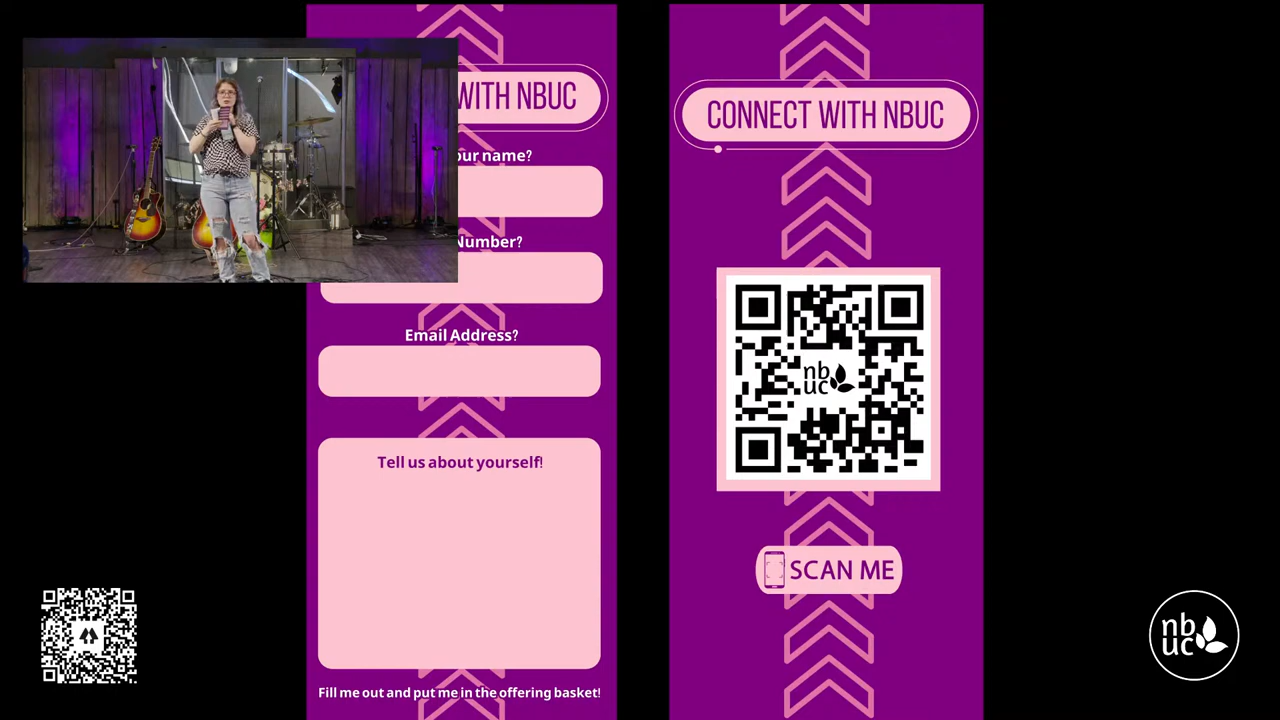 WITH NBUC
our name?
Number?
Email Address?
Tell us about yourself!
Fill me out and put me in the offering basket!
CONNECT WITH NBUC
nb
uc
SCAN ME
nb
uc